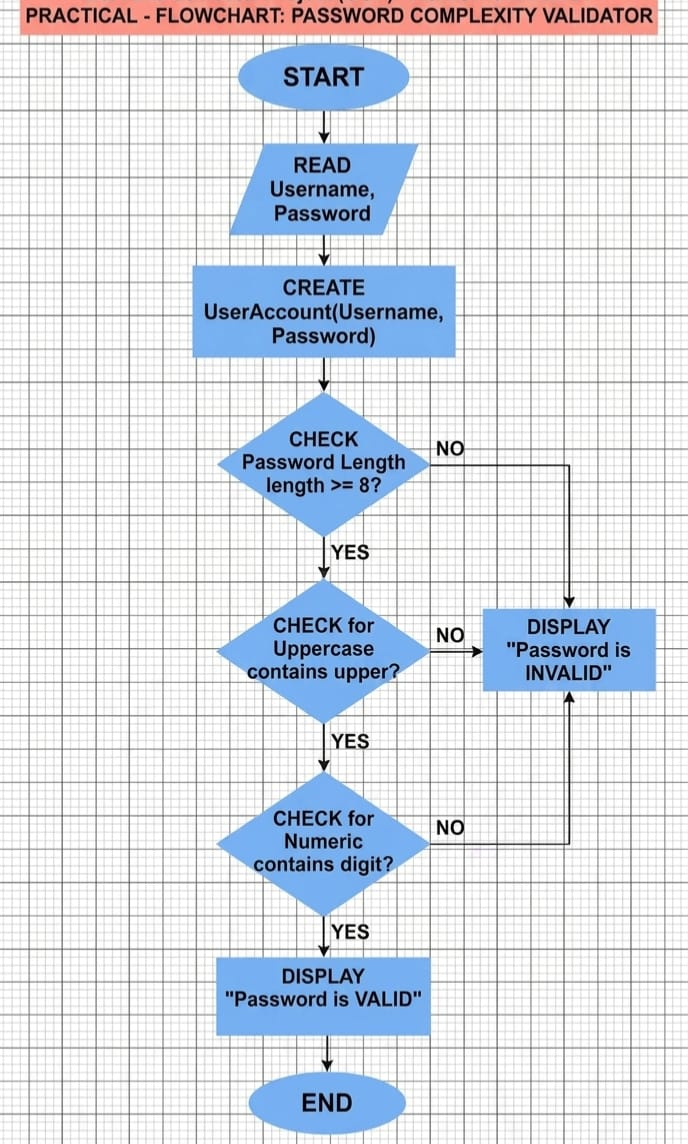 PRACTICAL - FLOWCHART: PASSWORD COMPLEXITY VALIDATOR
START
READ
Username,
Password
CREATE
UserAccount(Username,
Password)
CHECK
Password Length
length >= 8?
NO
YES
CHECK for
Uppercase
contains upper?
NO
DISPLAY
"Password is
INVALID"
YES
CHECK for
Numeric
contains digit?
NO
YES
DISPLAY
"Password is VALID"
END